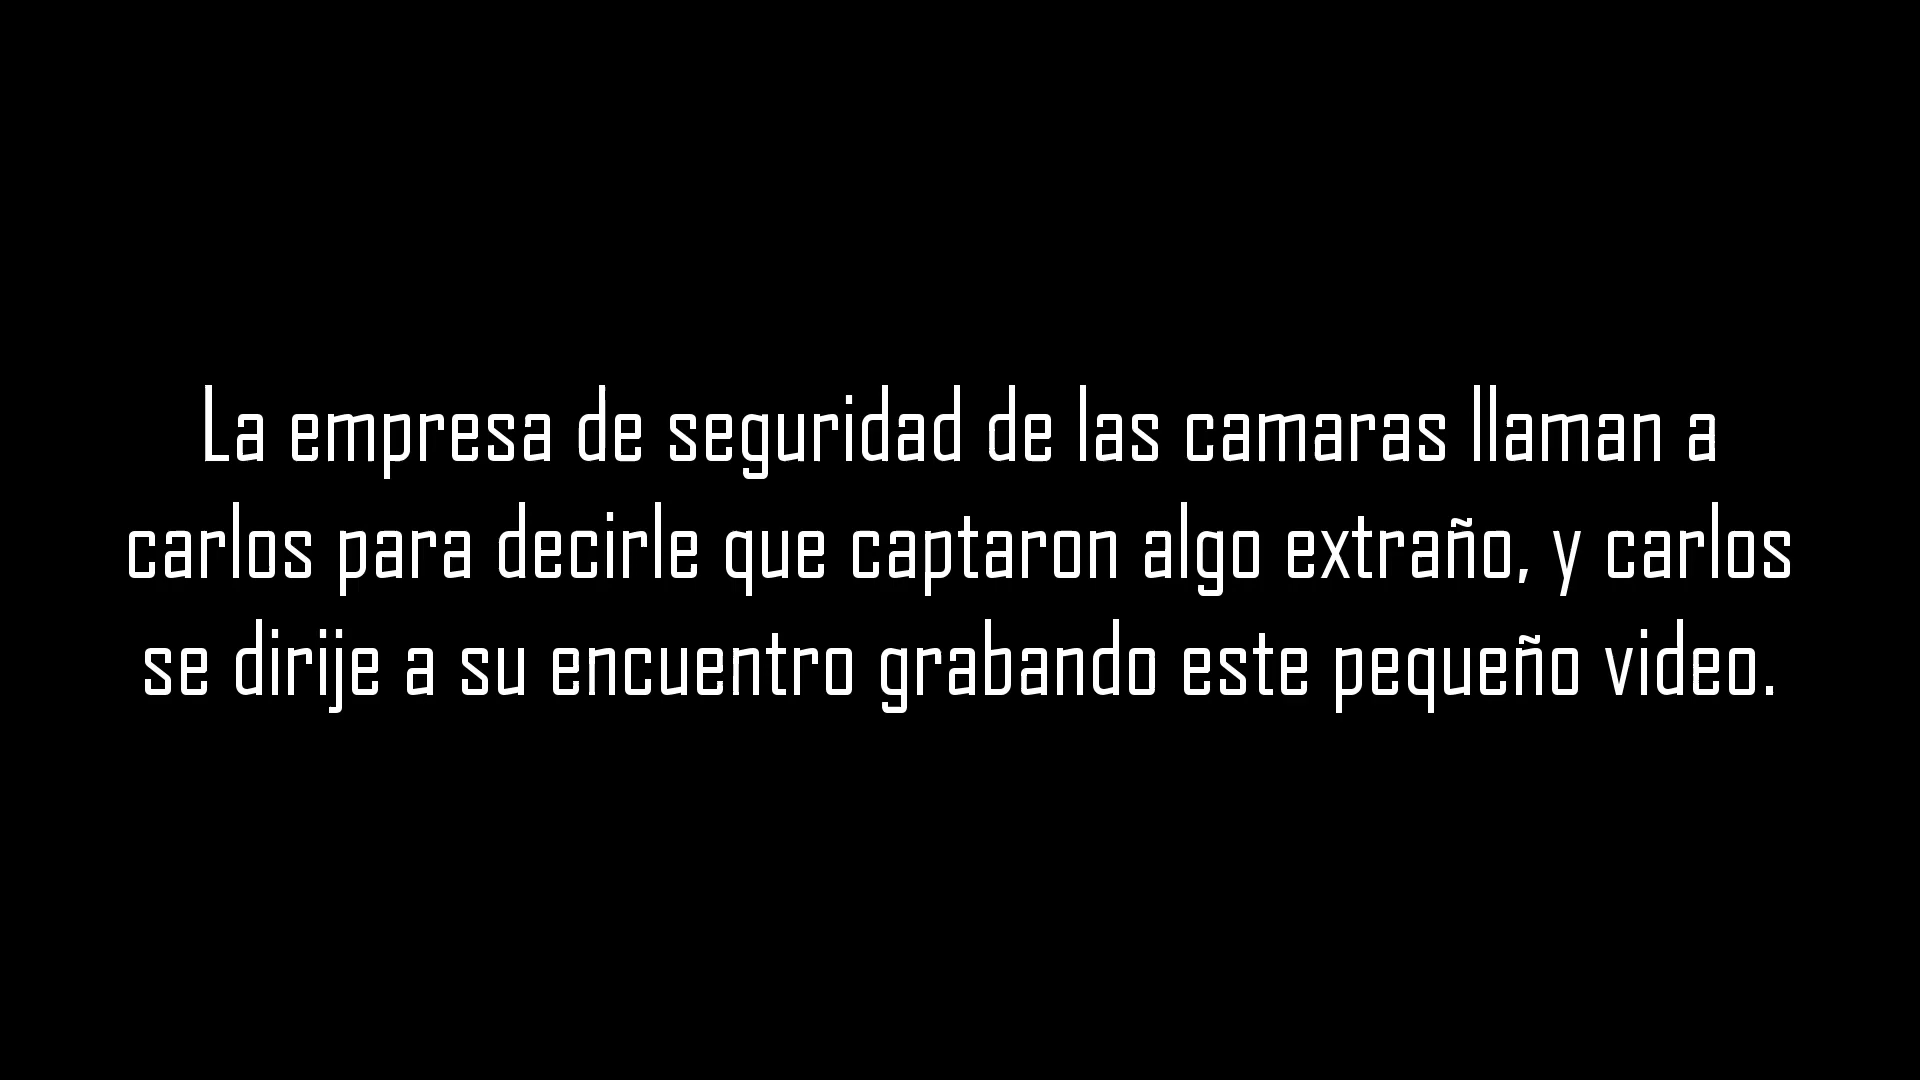 La empresa de seguridad de las camaras llaman a
carlos para decirle que captaron algo extraño, y carlos
se dirije a su encuentro grabando este pequeño video.